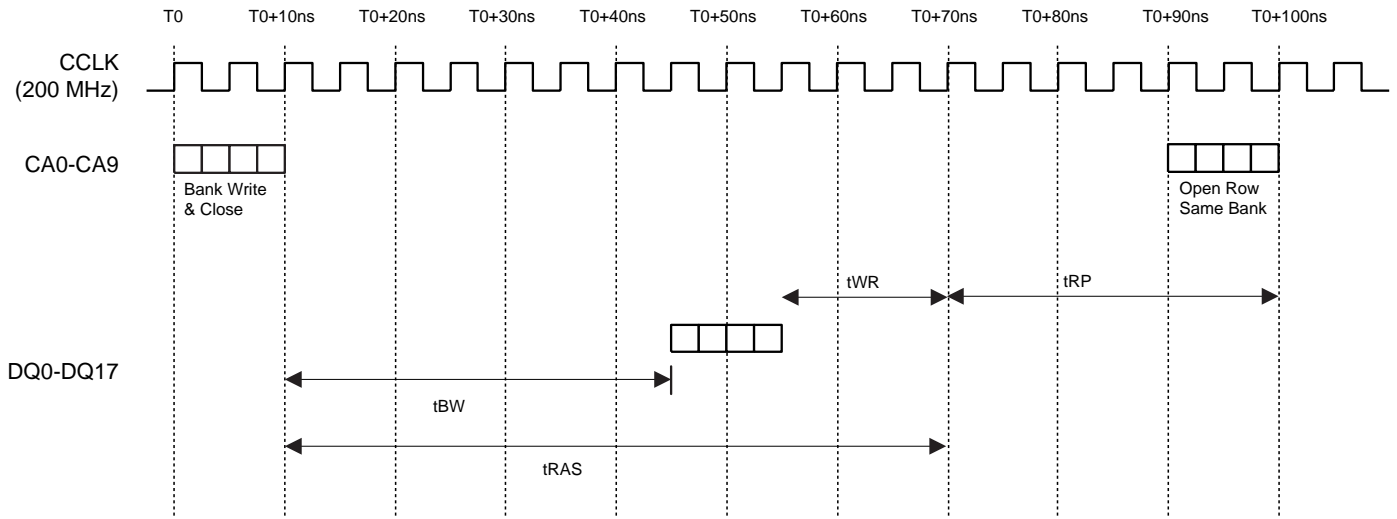 T0 T0+10ns T0+20ns T0+30ns T0+40ns T0+50ns T0+60ns T0+70ns T0+80ns T0+90ns T0+100ns
CCLK
(200 MHz)
CA0-CA9
Bank Write
& Close
Open Row
Same Bank
tWR
tRP
DQ0-DQ17
tBW
tRAS